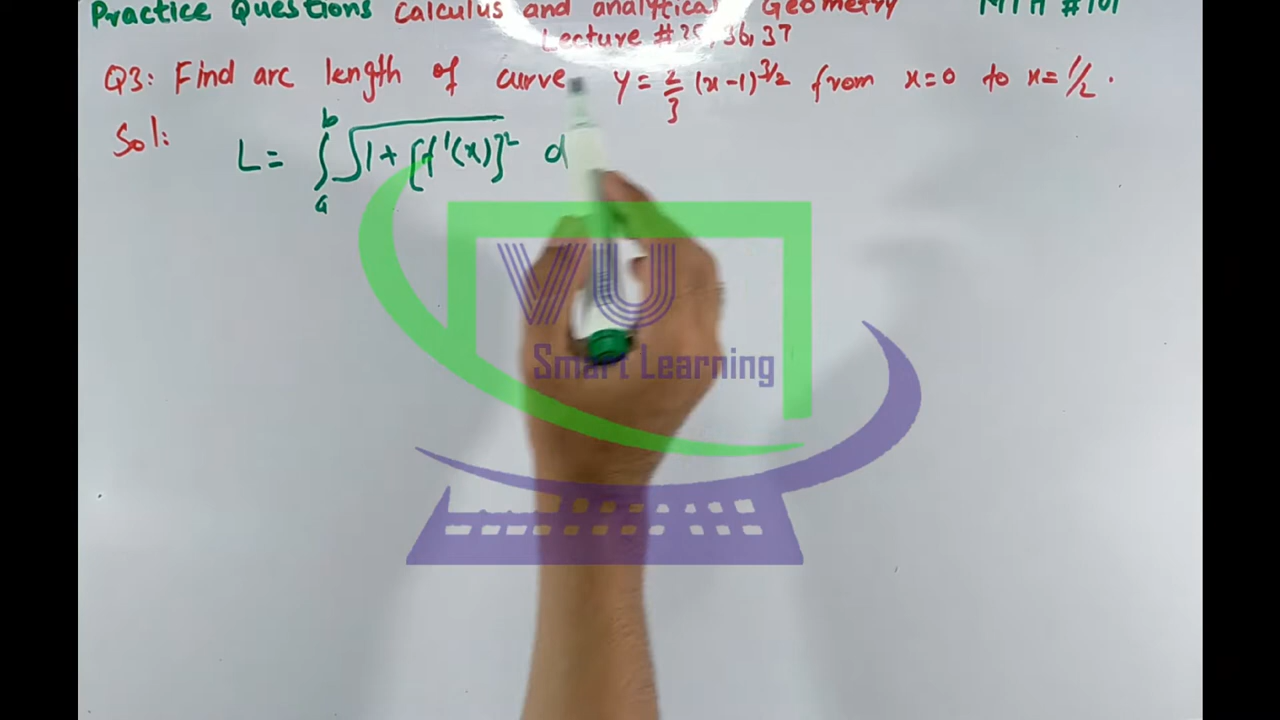 Practice Questions Calculus and analytical Geometry MTH #101
Lecture #35,36,37
Q3: Find arc length of curve y = 2/3 (x-1)^3/2 from x=0 to x=1/2.
Sol: L = ∫ₐᵇ √1+[f'(x)]² d
VU
Smart Learning